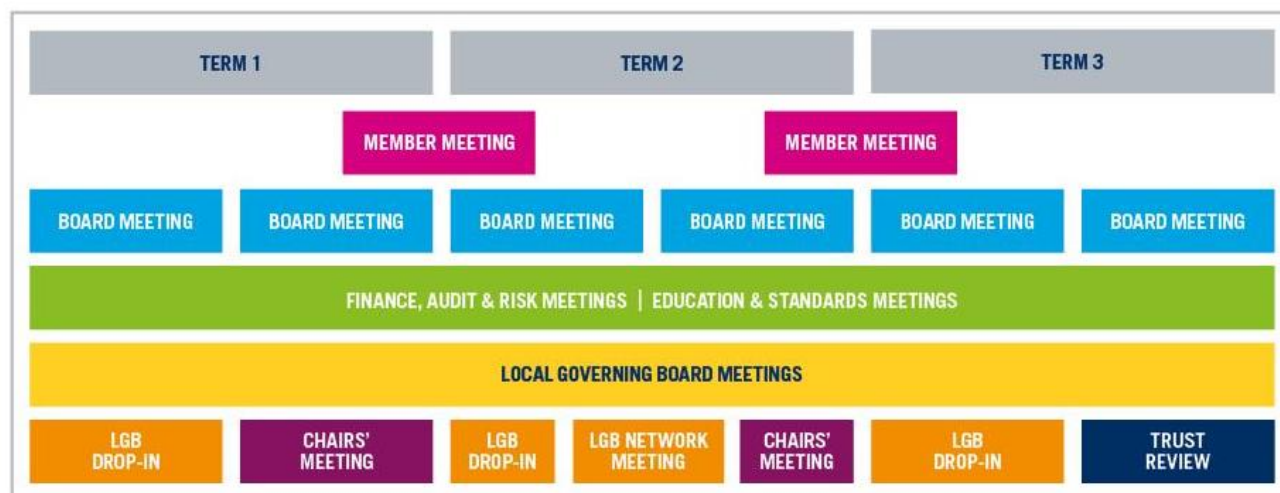 TERM 1
TERM 2
TERM 3
MEMBER MEETING
MEMBER MEETING
BOARD MEETING
BOARD MEETING
BOARD MEETING
BOARD MEETING
BOARD MEETING
BOARD MEETING
FINANCE, AUDIT & RISK MEETINGS | EDUCATION & STANDARDS MEETINGS
LOCAL GOVERNING BOARD MEETINGS
LGB
DROP-IN
CHAIRS'
MEETING
LGB
DROP-IN
LGB NETWORK
MEETING
CHAIRS'
MEETING
LGB
DROP-IN
TRUST
REVIEW